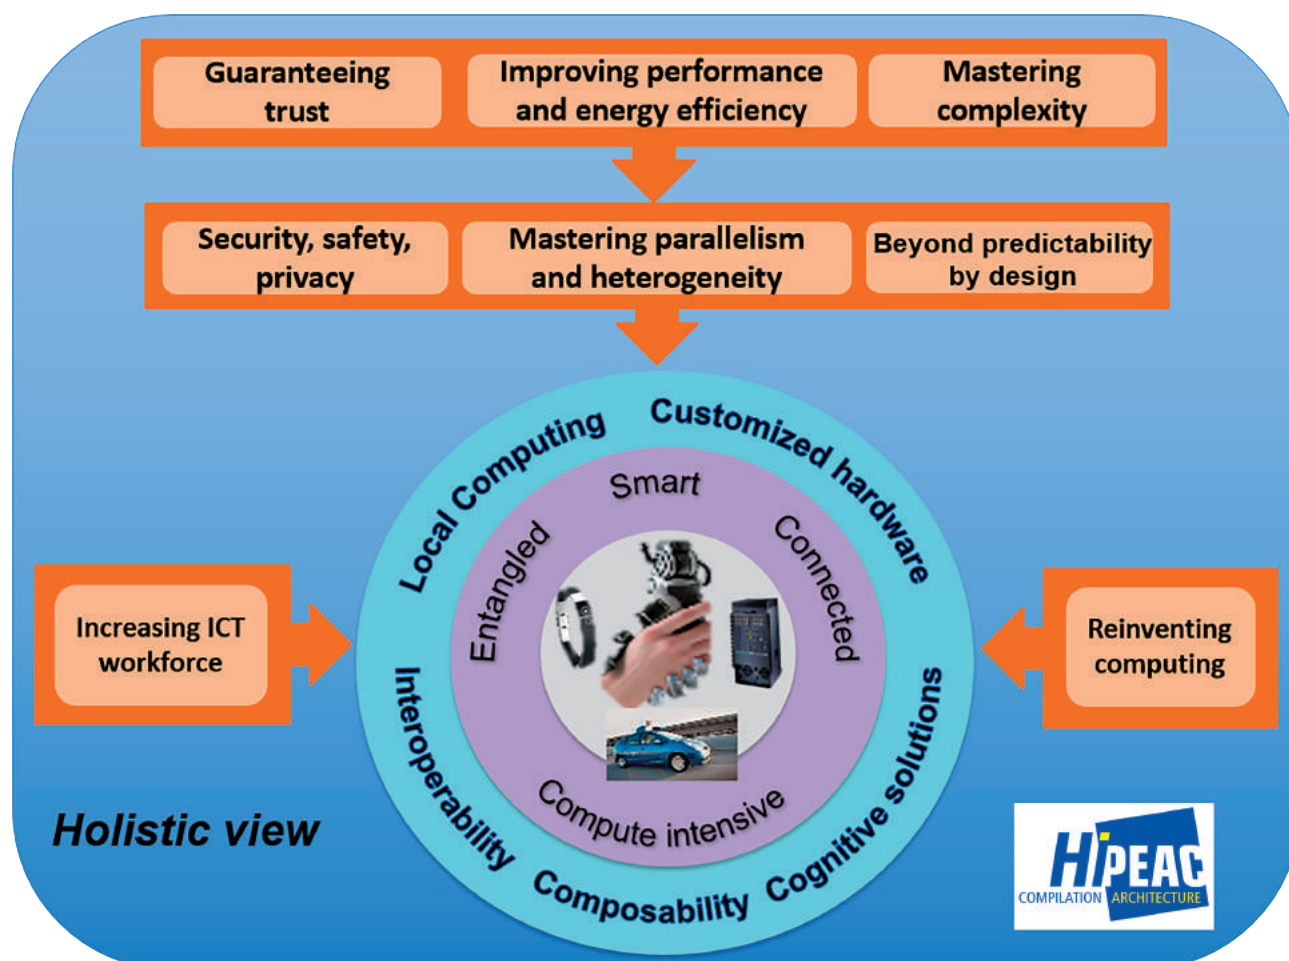 Guaranteeing
trust
Improving performance
and energy efficiency
Mastering
complexity
Security, safety,
privacy
Mastering parallelism
and heterogeneity
Beyond predictability
by design
Local Computing
Customized hardware
Smart
Entangled
Connected
Increasing ICT
workforce
Reinventing
computing
Interoperability
Compute intensive
Cognitive solutions
Composability
Holistic view
HiPEAC
COMPILATION ARCHITECTURE